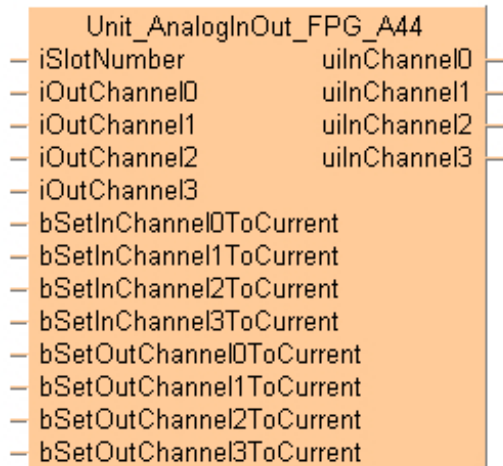 Unit_AnalogInOut_FPG_A44
iSlotNumber uiInChannel0
iOutChannel0 uiInChannel1
iOutChannel1 uiInChannel2
iOutChannel2 uiInChannel3
iOutChannel3
bSetInChannel0ToCurrent
bSetInChannel1ToCurrent
bSetInChannel2ToCurrent
bSetInChannel3ToCurrent
bSetOutChannel0ToCurrent
bSetOutChannel1ToCurrent
bSetOutChannel2ToCurrent
bSetOutChannel3ToCurrent